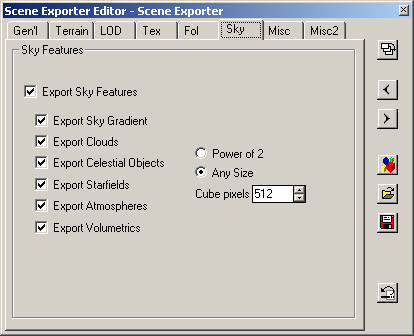 Scene Exporter Editor - Scene Exporter
Gen'l Terrain LOD Tex Fol Sky Misc Misc2
Sky Features
Export Sky Features
Export Sky Gradient
Export Clouds
Export Celestial Objects
Export Starfields
Export Atmospheres
Export Volumetrics
Power of 2
Any Size
Cube pixels 512